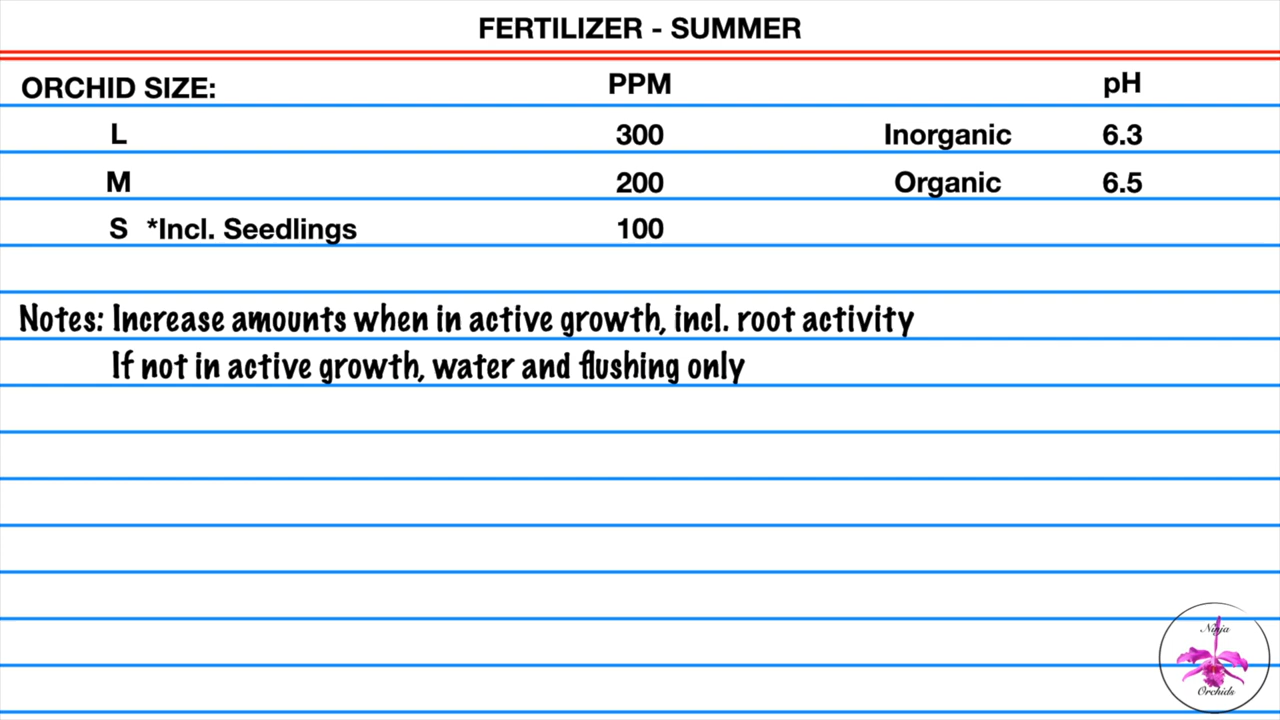 FERTILIZER - SUMMER
ORCHID SIZE: PPM pH
L 300 Inorganic 6.3
M 200 Organic 6.5
S *Incl. Seedlings 100
Notes: Increase amounts when in active growth, incl. root activity
If not in active growth, water and flushing only
Ninja
Orchids